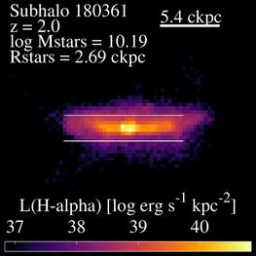 Subhalo 180361
5.4 ckpc
z = 2.0
log Mstars = 10.19
Rstars = 2.69 ckpc
L(H-alpha) [log erg s⁻¹ kpc⁻²]
37 38 39 40